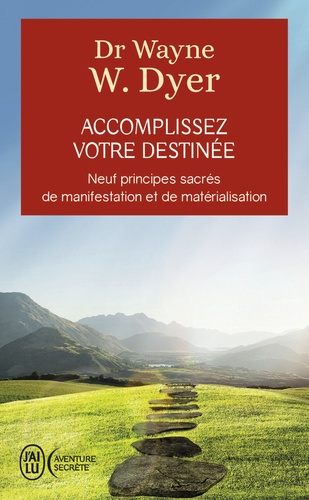 Dr Wayne
W. Dyer
ACCOMPLISSEZ
VOTRE DESTINÉE
Neuf principes sacrés
de manifestation et de matérialisation
J'AI
LU
AVENTURE
SECRÈTE